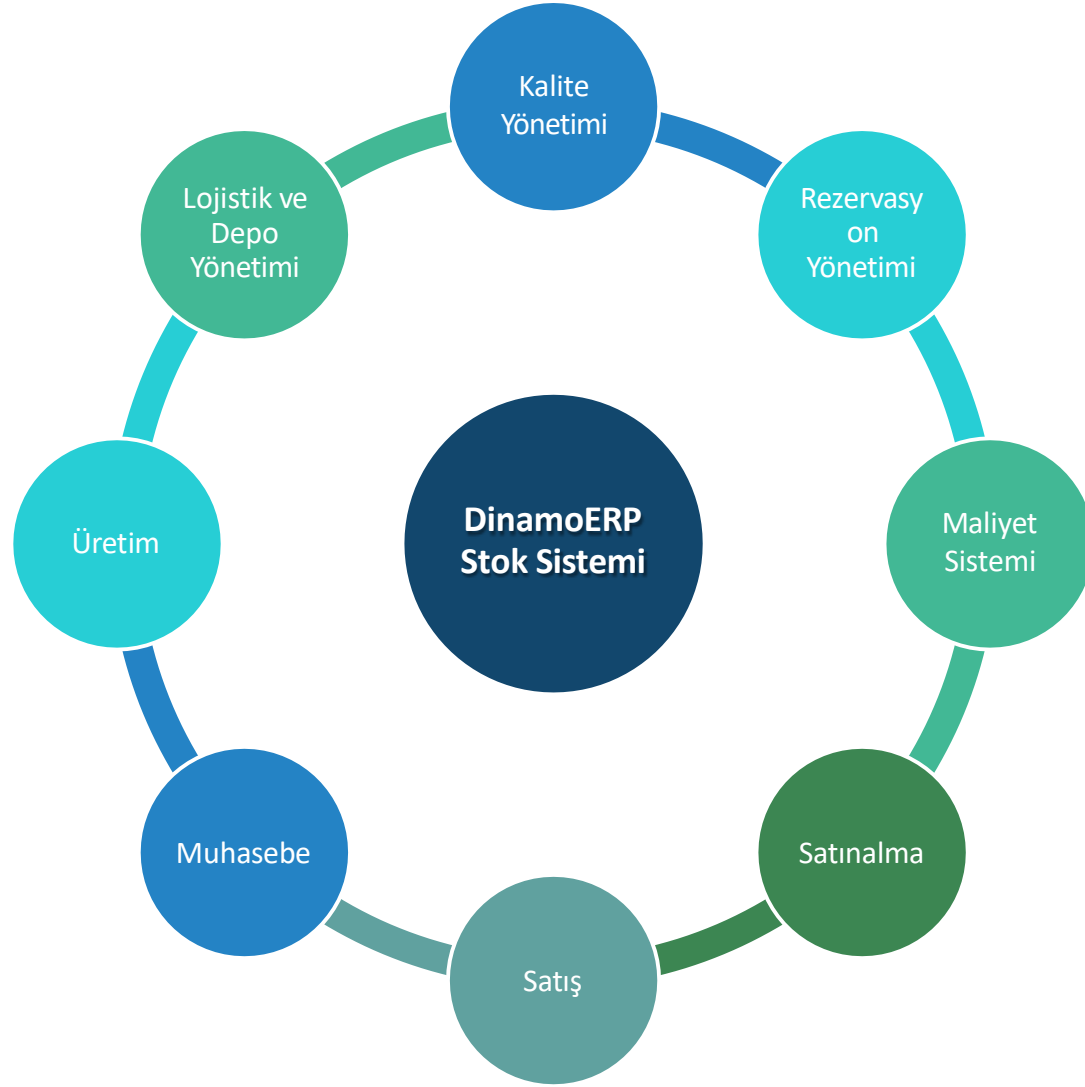 Kalite
Yönetimi
Rezervasy
on
Yönetimi
Maliyet
Sistemi
Satınalma
Satış
Muhasebe
Üretim
Lojistik ve
Depo
Yönetimi
DinamoERP
Stok Sistemi